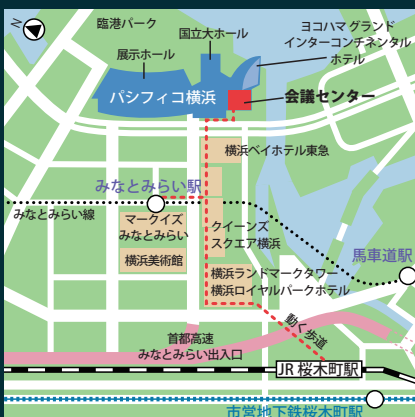 N
臨港パーク
国立大ホール
展示ホール
ヨコハマ グランド
インターコンチネンタル
ホテル
パシフィコ横浜
会議センター
横浜ベイホテル東急
みなとみらい駅
みなとみらい線
マークイズ
みなとみらい
クイーンズ
スクエア横浜
馬車道駅
横浜美術館
横浜ランドマークタワー
横浜ロイヤルパークホテル
動く歩道
首都高速
みなとみらい出入口
JR 桜木町駅
市営地下鉄桜木町駅